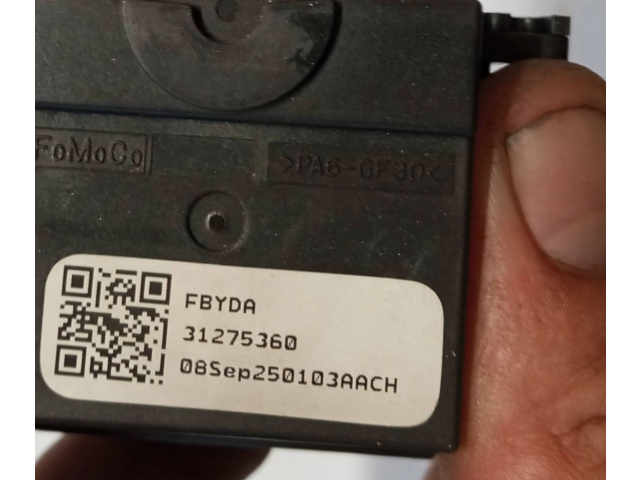 FoMoCo
>PA6-GF30<
FBYDA
31275360
08Sep250103AACH